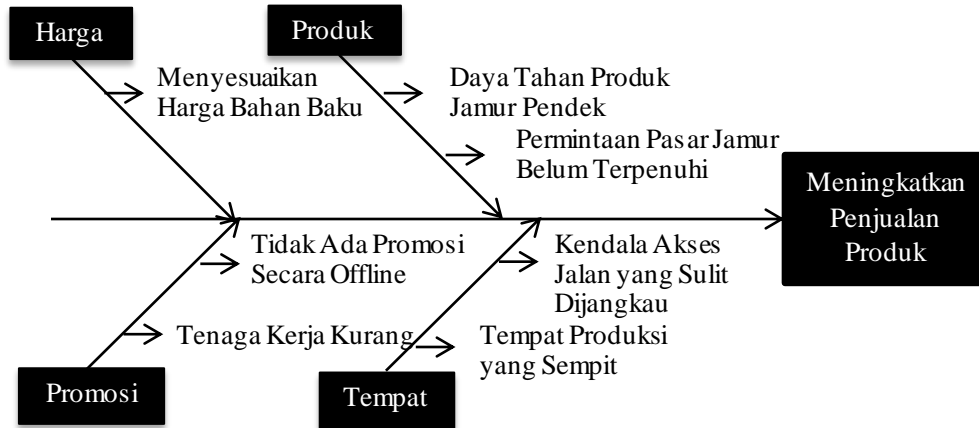 Harga
Produk
Menyesuaikan
Harga Bahan Baku
Daya Tahan Produk
Jamur Pendek
Permintaan Pasar Jamur
Belum Terpenuhi
Meningkatkan
Penjualan
Produk
Tidak Ada Promosi
Secara Offline
Kendala Akses
Jalan yang Sulit
Dijangkau
Tenaga Kerja Kurang
Tempat Produksi
yang Sempit
Promosi
Tempat